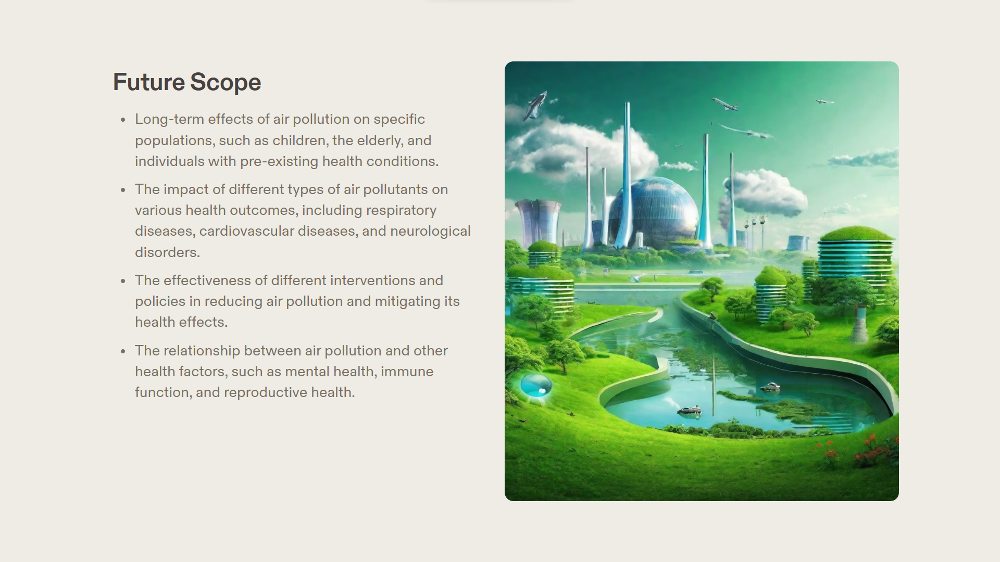 Future Scope
• Long-term effects of air pollution on specific
populations, such as children, the elderly, and
individuals with pre-existing health conditions.
• The impact of different types of air pollutants on
various health outcomes, including respiratory
diseases, cardiovascular diseases, and neurological
disorders.
• The effectiveness of different interventions and
policies in reducing air pollution and mitigating its
health effects.
• The relationship between air pollution and other
health factors, such as mental health, immune
function, and reproductive health.